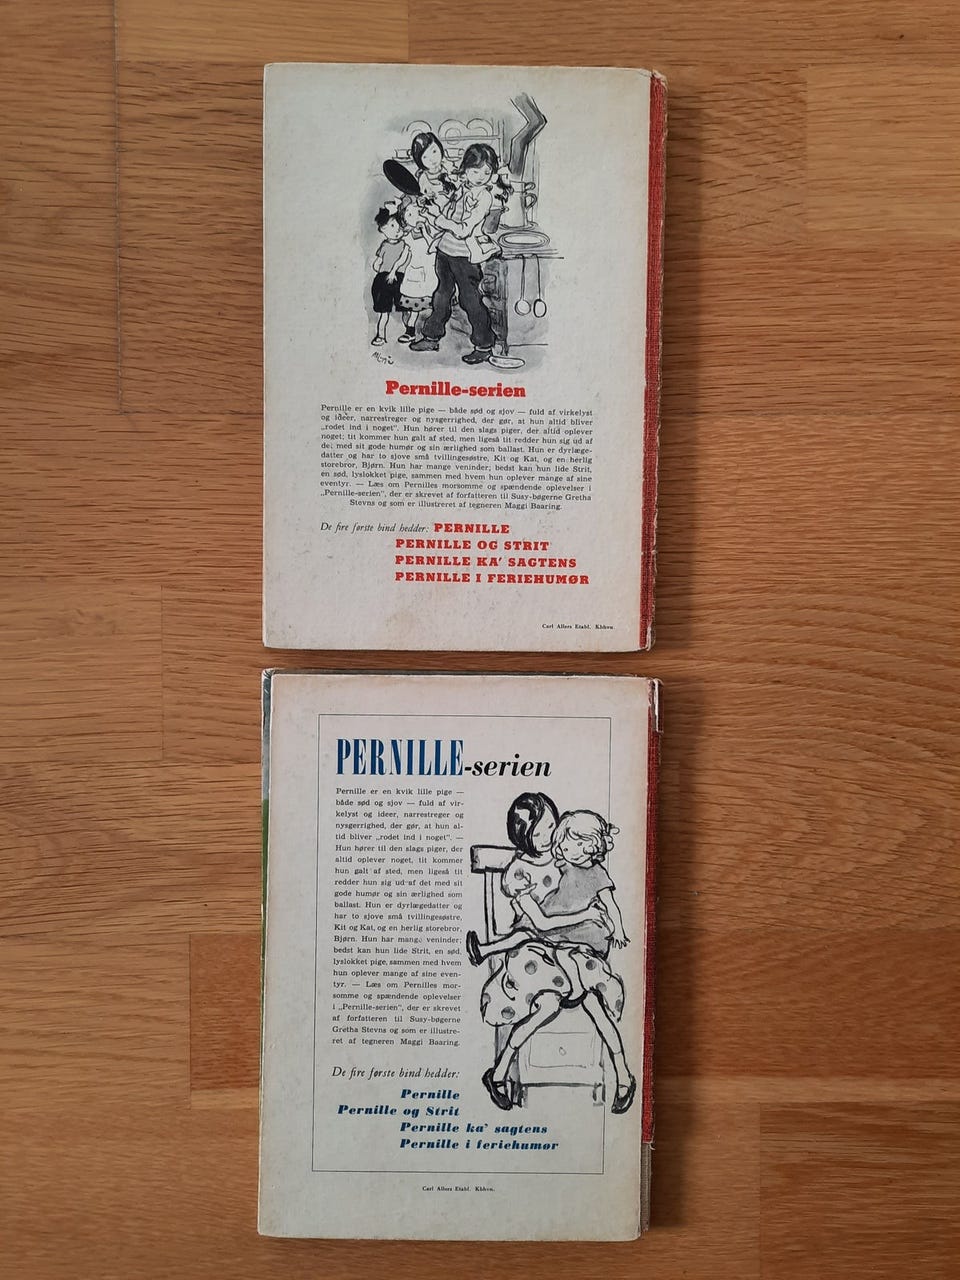 Pernille-serien
Pernille er en kvik lille pige — både sød og sjov — fuld af virkelyst
og ideer, narrestreger og nysgerrighed, der gør, at hun altid bliver
„rodet ind i noget". Hun hører til den slags piger, der altid oplever
noget; tit kommer hun galt af sted, men ligeså tit redder hun sig ud af
det med sit gode humør og sin ærlighed som ballast. Hun er dyrlæge-
datter og har to sjove små tvillingesøstre, Kit og Kat, og en herlig
storebror, Bjørn. Hun har mange veninder; bedst kan hun lide Strit,
en sød, lyslokket pige, sammen med hvem hun oplever mange af sine
eventyr. — Læs om Pernilles morsomme og spændende oplevelser i
„Pernille-serien", der er skrevet af forfatteren til Susy-bøgerne Gretha
Stevns og som er illustreret af tegneren Maggi Baaring.
De fire første bind hedder: PERNILLE
PERNILLE OG STRIT
PERNILLE KA' SAGTENS
PERNILLE I FERIEHUMØR
Carl Allers Etabl. Kbhvn.
PERNILLE-serien
Pernille er en kvik lille pige —
både sød og sjov — fuld af vir-
kelyst og ideer, narrestreger og
nysgerrighed, der gør, at hun al-
tid bliver „rodet ind i noget". —
Hun hører til den slags piger, der
altid oplever noget, tit kommer
hun galt af sted, men ligeså tit
redder hun sig ud af det med sit
gode humør og sin ærlighed som
ballast. Hun er dyrlægedatter og
har to sjove små tvillingesøstre,
Kit og Kat, og en herlig storebror,
Bjørn. Hun har mange veninder;
bedst kan hun lide Strit, en sød,
lyslokket pige, sammen med hvem
hun oplever mange af sine even-
tyr. — Læs om Pernilles mor-
somme og spændende oplevelser
i „Pernille-serien", der er skrevet
af forfatteren til Susy-bøgerne
Gretha Stevns og som er illustre-
ret af tegneren Maggi Baaring.
De fire første bind hedder:
Pernille
Pernille og Strit
Pernille ka' sagtens
Pernille i feriehumør
Carl Allers Etabl. Kbhvn.